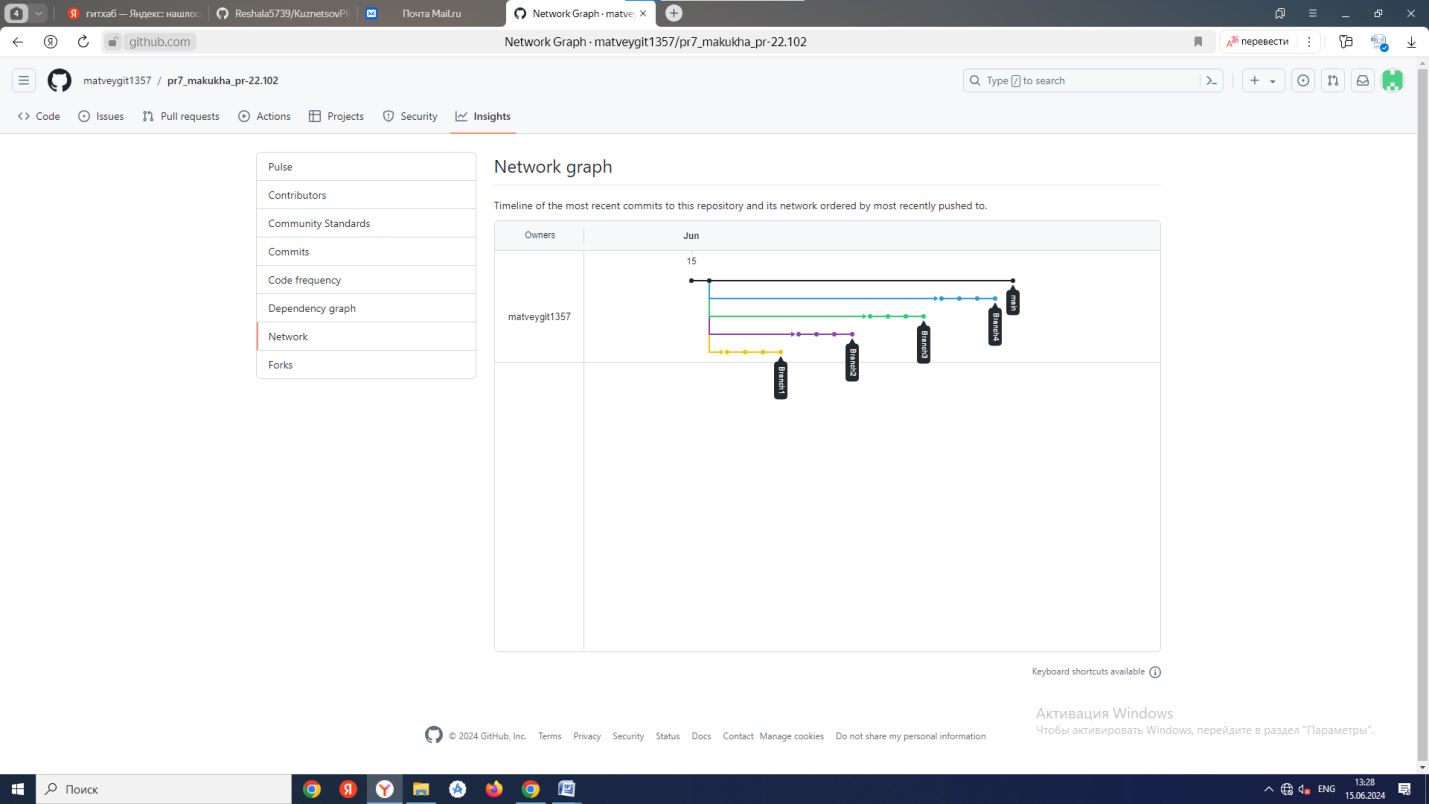 4
гитхаб — Яндекс: нашлос
Reshala5739/KuznetsovPR
Почта Mail.ru
Network Graph · matvey
github.com
Network Graph · matveygit1357/pr7_makukha_pr-22.102
перевести
matveygit1357 / pr7_makukha_pr-22.102
Type / to search
Code
Issues
Pull requests
Actions
Projects
Security
Insights
Pulse
Contributors
Community Standards
Commits
Code frequency
Dependency graph
Network
Forks
Network graph
Timeline of the most recent commits to this repository and its network ordered by most recently pushed to.
Owners
Jun
15
matveygit1357
main
Branch4
Branch3
Branch2
Branch1
Keyboard shortcuts available
Активация Windows
Чтобы активировать Windows, перейдите в раздел "Параметры".
© 2024 GitHub, Inc.
Terms
Privacy
Security
Status
Docs
Contact
Manage cookies
Do not share my personal information
Поиск
ENG
13:28
15.06.2024